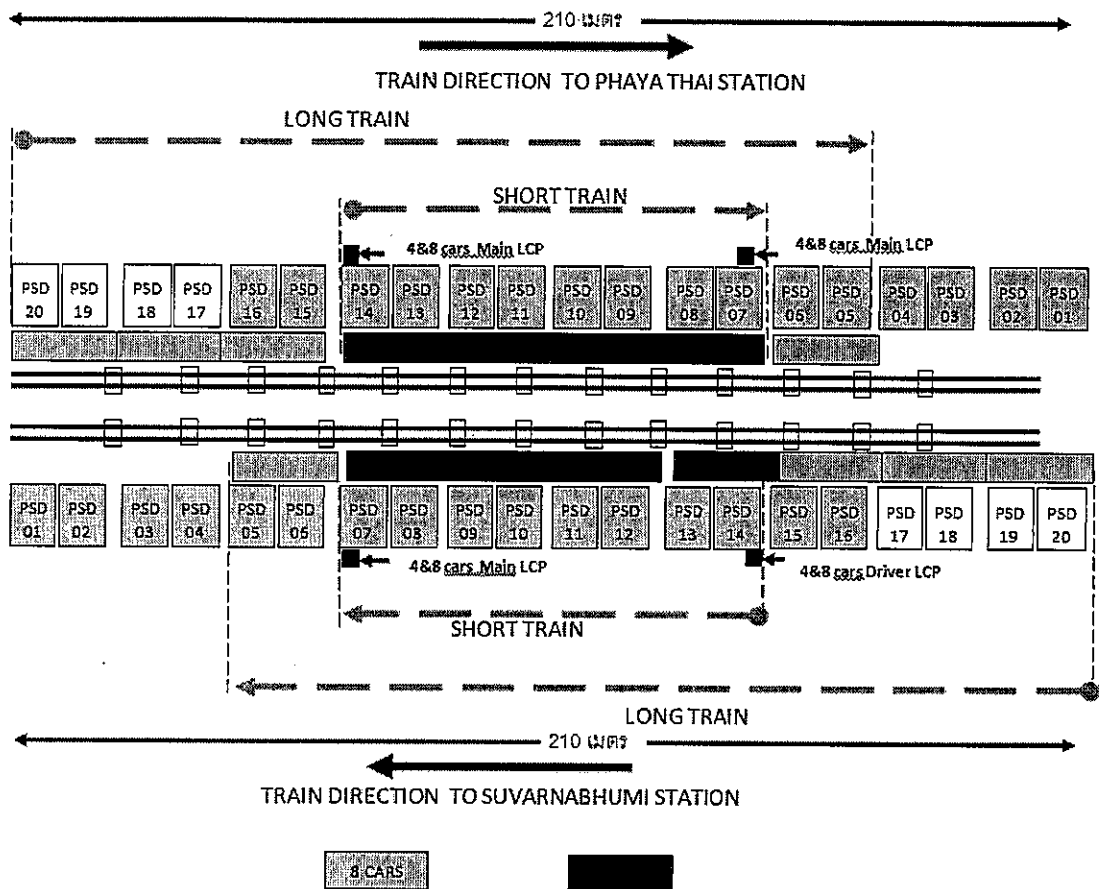 210 เมตร
TRAIN DIRECTION TO PHAYA THAI STATION
LONG TRAIN
SHORT TRAIN
4&8 cars Main LCP
4&8 cars Main LCP
PSD 20 PSD 19 PSD 18 PSD 17 PSD 16 PSD 15 PSD 14 PSD 13 PSD 12 PSD 11 PSD 10 PSD 09 PSD 08 PSD 07 PSD 06 PSD 05 PSD 04 PSD 03 PSD 02 PSD 01
PSD 01 PSD 02 PSD 03 PSD 04 PSD 05 PSD 06 PSD 07 PSD 08 PSD 09 PSD 10 PSD 11 PSD 12 PSD 13 PSD 14 PSD 15 PSD 16 PSD 17 PSD 18 PSD 19 PSD 20
4&8 cars Main LCP
4&8 cars Driver LCP
SHORT TRAIN
LONG TRAIN
210 เมตร
TRAIN DIRECTION TO SUVARNABHUMI STATION
8 CARS